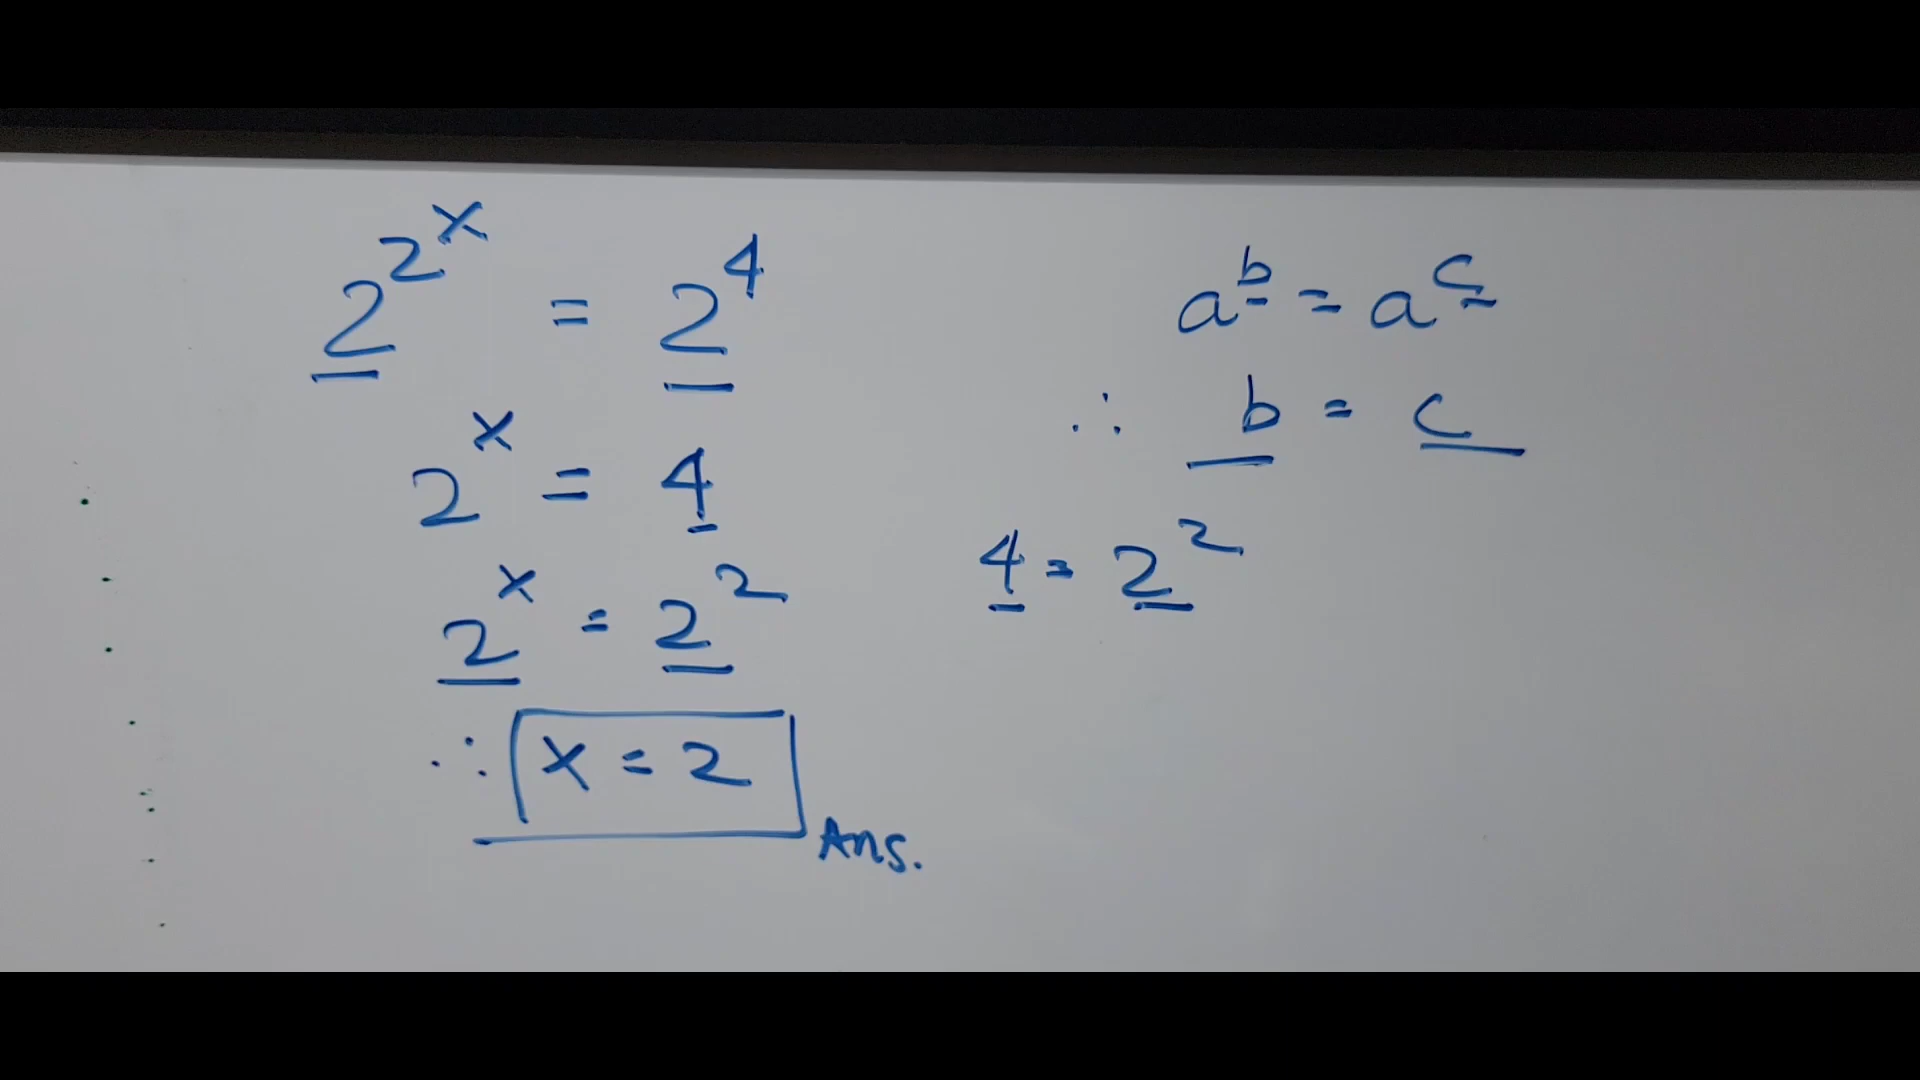 2^2^x = 2^4
2^x = 4
2^x = 2^2
∴ x = 2
Ans.
a^b = a^c
∴ b = c
4 = 2^2